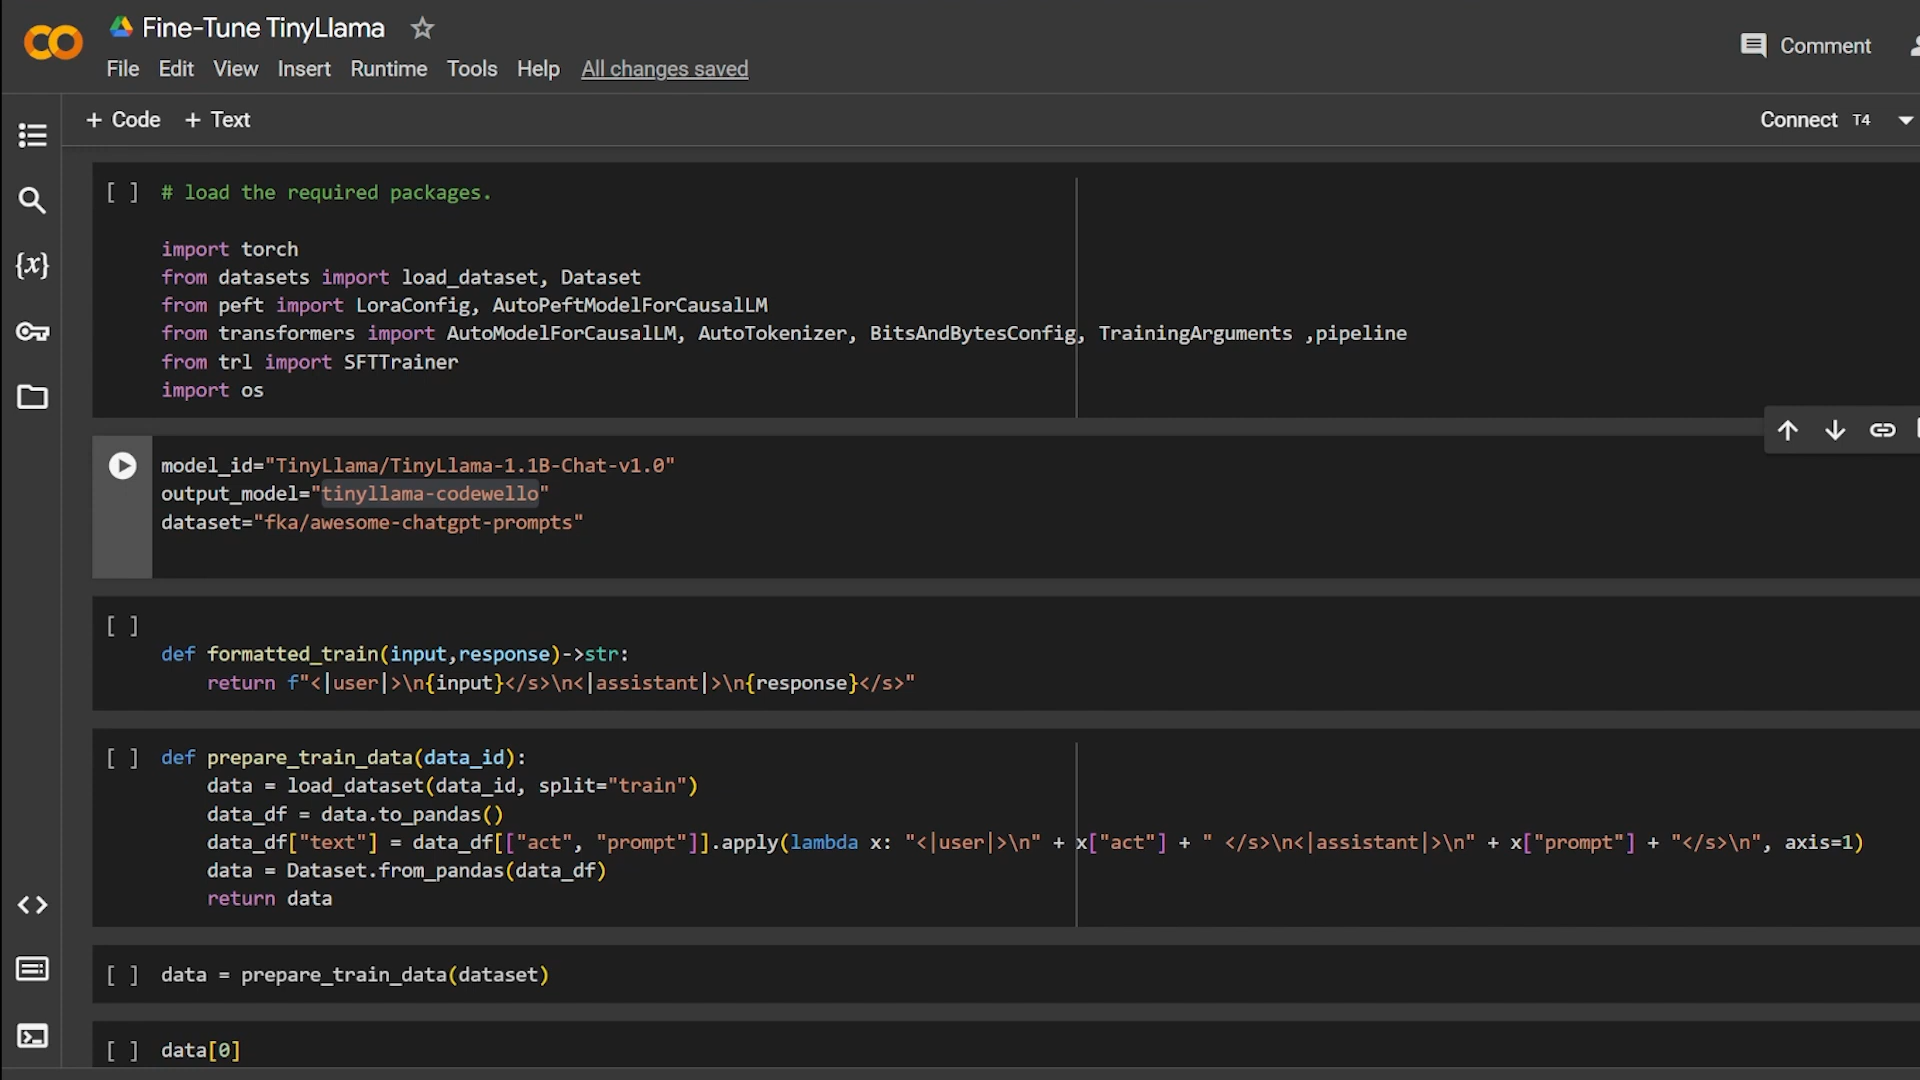 Fine-Tune TinyLlama
File Edit View Insert Runtime Tools Help All changes saved
Comment
+ Code + Text
Connect T4
[ ] # load the required packages.
import torch
from datasets import load_dataset, Dataset
from peft import LoraConfig, AutoPeftModelForCausalLM
from transformers import AutoModelForCausalLM, AutoTokenizer, BitsAndBytesConfig, TrainingArguments ,pipeline
from trl import SFTTrainer
import os
model_id="TinyLlama/TinyLlama-1.1B-Chat-v1.0"
output_model="tinyllama-codewello"
dataset="fka/awesome-chatgpt-prompts"
[ ]
def formatted_train(input,response)->str:
    return f"<|user|>\n{input}</s>\n<|assistant|>\n{response}</s>"
[ ] def prepare_train_data(data_id):
    data = load_dataset(data_id, split="train")
    data_df = data.to_pandas()
    data_df["text"] = data_df[["act", "prompt"]].apply(lambda x: "<|user|>\n" + x["act"] + " </s>\n<|assistant|>\n" + x["prompt"] + "</s>\n", axis=1)
    data = Dataset.from_pandas(data_df)
    return data
[ ] data = prepare_train_data(dataset)
[ ] data[0]